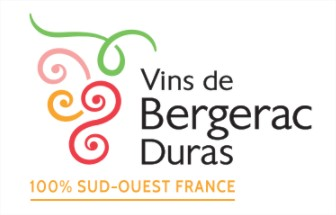 Vins de
Bergerac
Duras
100% SUD-OUEST FRANCE